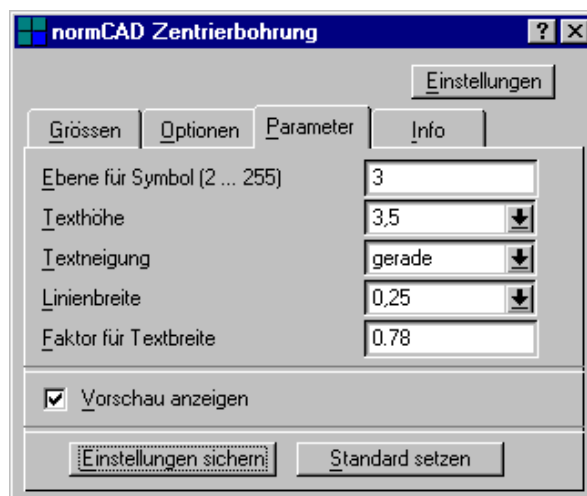 normCAD Zentrierbohrung
Einstellungen
Grössen Optionen Parameter Info
Ebene für Symbol (2 ... 255) 3
Texthöhe 3,5
Textneigung gerade
Linienbreite 0,25
Faktor für Textbreite 0.78
Vorschau anzeigen
Einstellungen sichern Standard setzen